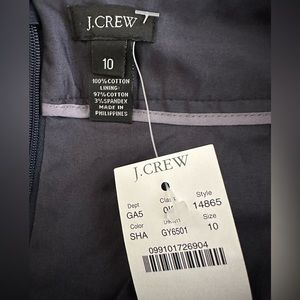 J.CREW
10
100% COTTON
LINING-
97% COTTON
3% SPANDEX
MADE IN
PHILIPPINES
J.CREW
Dept Class Style
GA5 14865
Color Size
SHA GY6501 10
099101726904